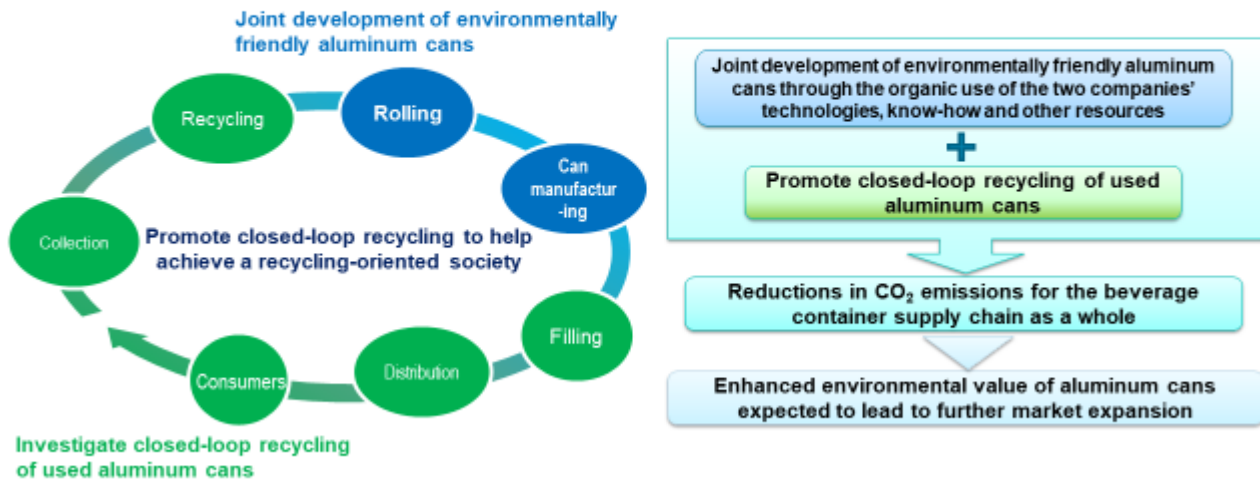 Joint development of environmentally
friendly aluminum cans
Recycling
Rolling
Can
manufactur
-ing
Collection
Promote closed-loop recycling to help
achieve a recycling-oriented society
Filling
Distribution
Consumers
Investigate closed-loop recycling
of used aluminum cans
Joint development of environmentally friendly aluminum
cans through the organic use of the two companies'
technologies, know-how and other resources
+
Promote closed-loop recycling of used
aluminum cans
Reductions in CO₂ emissions for the beverage
container supply chain as a whole
Enhanced environmental value of aluminum cans
expected to lead to further market expansion